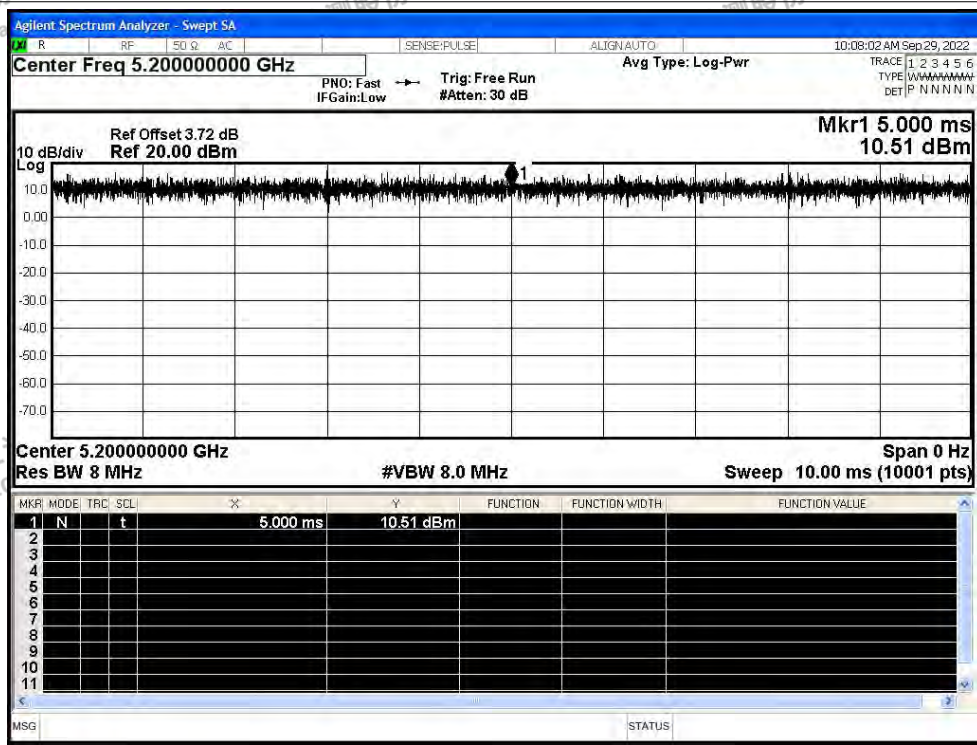 Agilent Spectrum Analyzer - Swept SA
R RF 50 Ω AC SENSE:PULSE ALIGN AUTO 10:08:02 AM Sep 29, 2022
Center Freq 5.200000000 GHz
PNO: Fast
IFGain:Low
Trig: Free Run
#Atten: 30 dB
Avg Type: Log-Pwr
TRACE 1 2 3 4 5 6
TYPE
DET P N N N N N
Mkr1 5.000 ms
10.51 dBm
Ref Offset 3.72 dB
10 dB/div Ref 20.00 dBm
Log
1
10.0
0.00
-10.0
-20.0
-30.0
-40.0
-50.0
-60.0
-70.0
Center 5.200000000 GHz Span 0 Hz
Res BW 8 MHz #VBW 8.0 MHz Sweep 10.00 ms (10001 pts)
MKR MODE TRC SCL X Y FUNCTION FUNCTION WIDTH FUNCTION VALUE
1 N t 5.000 ms 10.51 dBm
2
3
4
5
6
7
8
9
10
11
MSG STATUS